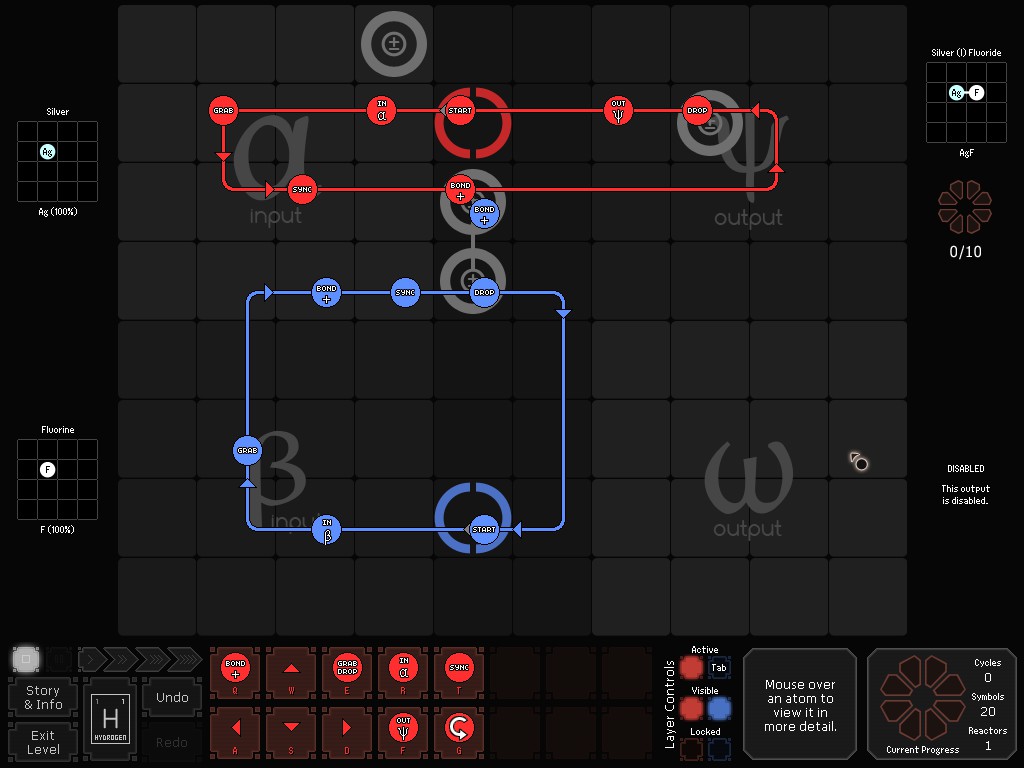 ±
Silver (I) Fluoride
Ag F
AgF
0/10
Silver
Ag
Ag (100%)
GRAB
IN
α
START
OUT
ψ
DROP
±
α
input
ψ
output
SYNC
BOND
+
BOND
+
BOND
+
SYNC
DROP
±
Fluorine
F
F (100%)
GRAB
β
input
IN
β
START
ω
output
DISABLED
This output
is disabled.
Story
& Info
Exit
Level
1 1
H
HYDROGEN
Undo
Redo
BOND
+
Q
W
GRAB
DROP
E
IN
α
R
SYNC
T
A
S
D
OUT
ψ
F
G
Layer Controls
Active
Tab
Visible
Locked
Mouse over
an atom to
view it in
more detail.
Cycles
0
Symbols
20
Reactors
1
Current Progress